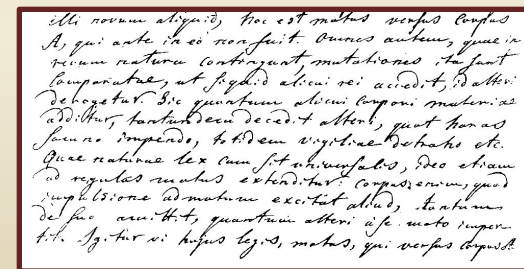 illi novum aliquid, hoc est motus versus corpus
A, qui ante in eo non fuit. Omnes autem, quae in
rerum natura contingunt, mutationes ita sunt
comparatae, ut si quid alicui rei accedit, id alteri
derogetur. Sic quantum alicui corpori materiae
additur, tantundem decedit alteri, quot horas
somno impendo, totidem vigiliae detraho etc.
Quae naturae lex cum sit universalis, ideo etiam
ad regulas motus extenditur: corpus enim, quod
impulsione ad motum excitat aliud, tantum
de suo amittit, quantum alteri a se moto imper-
tit. Igitur vi hujus legis, motus, qui versus corpus